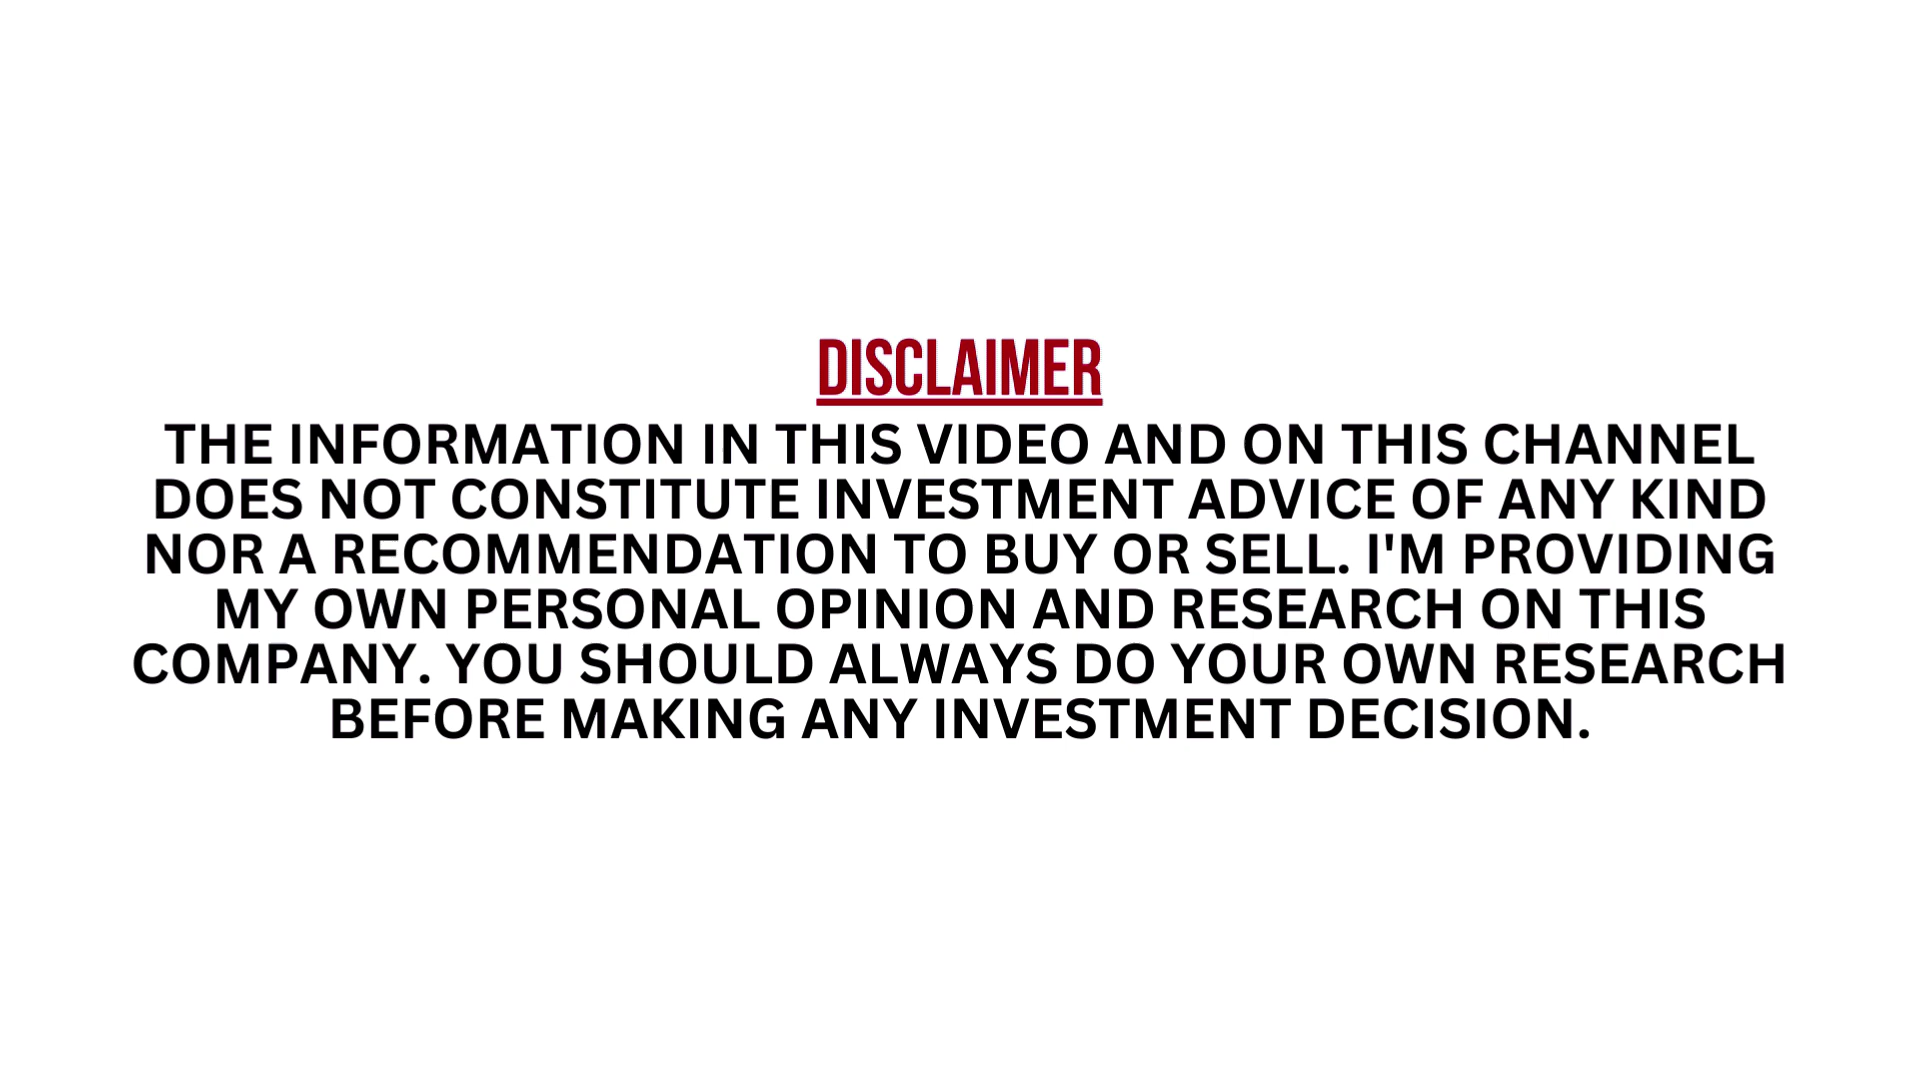 DISCLAIMER
THE INFORMATION IN THIS VIDEO AND ON THIS CHANNEL
DOES NOT CONSTITUTE INVESTMENT ADVICE OF ANY KIND
NOR A RECOMMENDATION TO BUY OR SELL. I'M PROVIDING
MY OWN PERSONAL OPINION AND RESEARCH ON THIS
COMPANY. YOU SHOULD ALWAYS DO YOUR OWN RESEARCH
BEFORE MAKING ANY INVESTMENT DECISION.